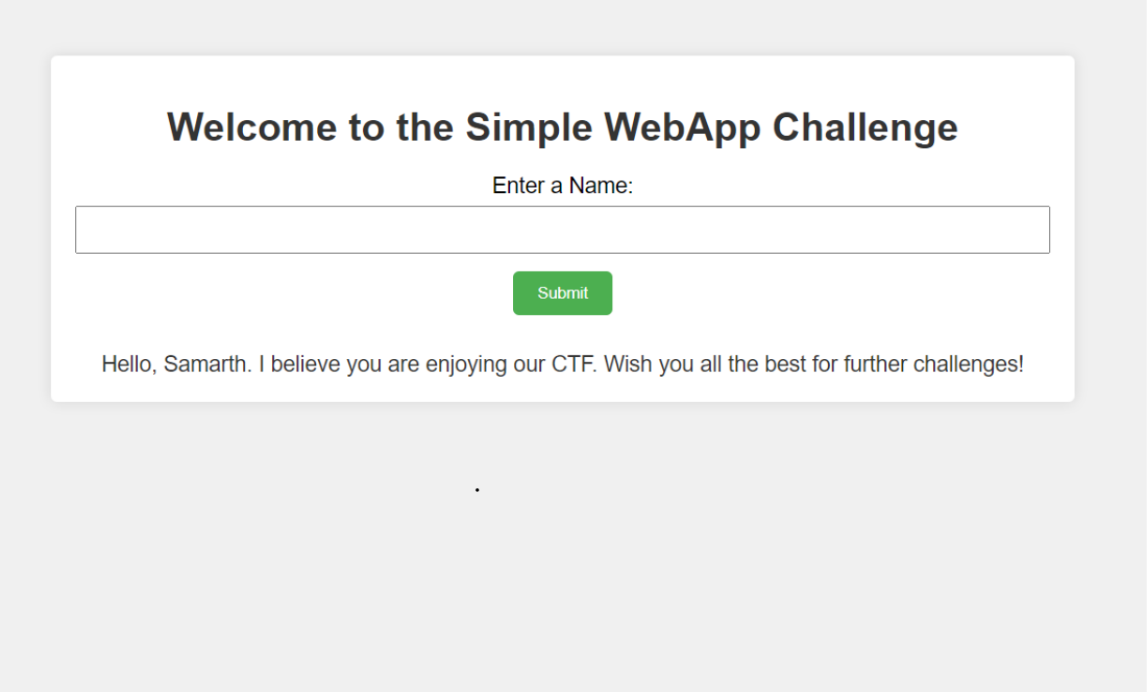 Welcome to the Simple WebApp Challenge
Enter a Name:
Submit
Hello, Samarth. I believe you are enjoying our CTF. Wish you all the best for further challenges!
.